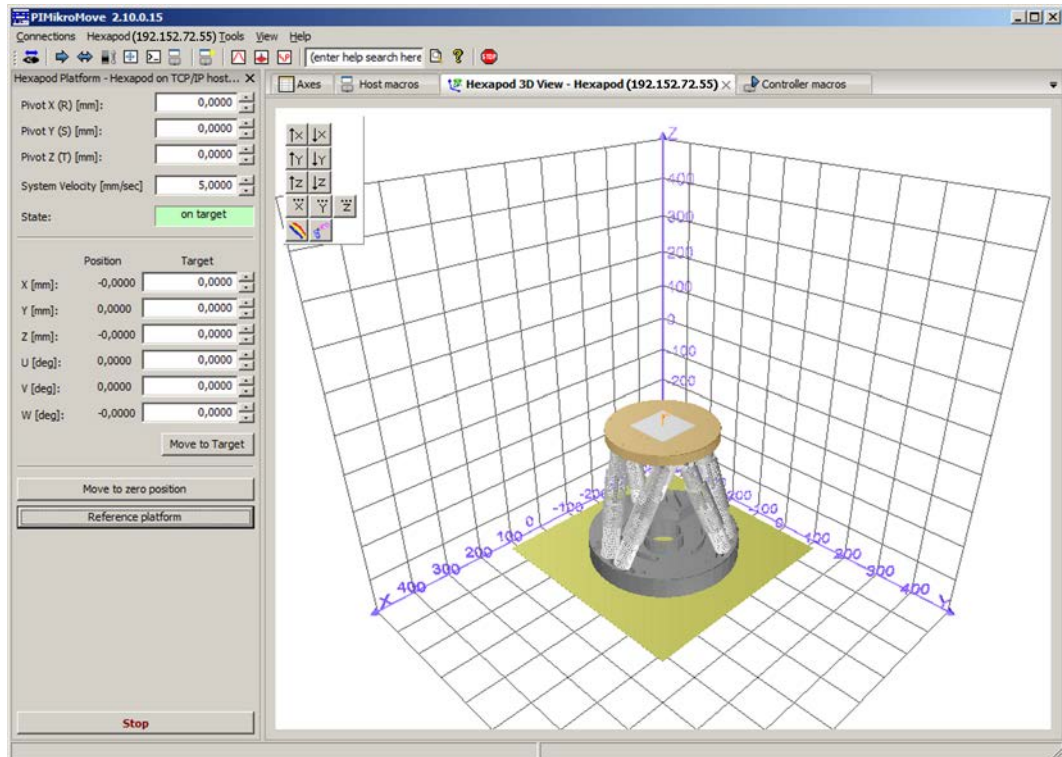 PIMikroMove 2.10.0.15
Connections Hexapod (192.152.72.55) Tools View Help
(enter help search here
STOP
Hexapod Platform - Hexapod on TCP/IP host...
Axes Host macros Hexapod 3D View - Hexapod (192.152.72.55) Controller macros
Pivot X (R) [mm]: 0,0000
Pivot Y (S) [mm]: 0,0000
Pivot Z (T) [mm]: 0,0000
System Velocity [mm/sec] 5,0000
State: on target
Position Target
X [mm]: -0,0000 0,0000
Y [mm]: 0,0000 0,0000
Z [mm]: -0,0000 0,0000
U [deg]: 0,0000 0,0000
V [deg]: 0,0000 0,0000
W [deg]: -0,0000 0,0000
Move to Target
Move to zero position
Reference platform
Stop
X X
Y Y
Z Z
X Y Z
Z
400
300
200
100
0
-100
-200
X 400 300 200 100 0 -100 -200
200 -100 0 100 200 300 400 Y